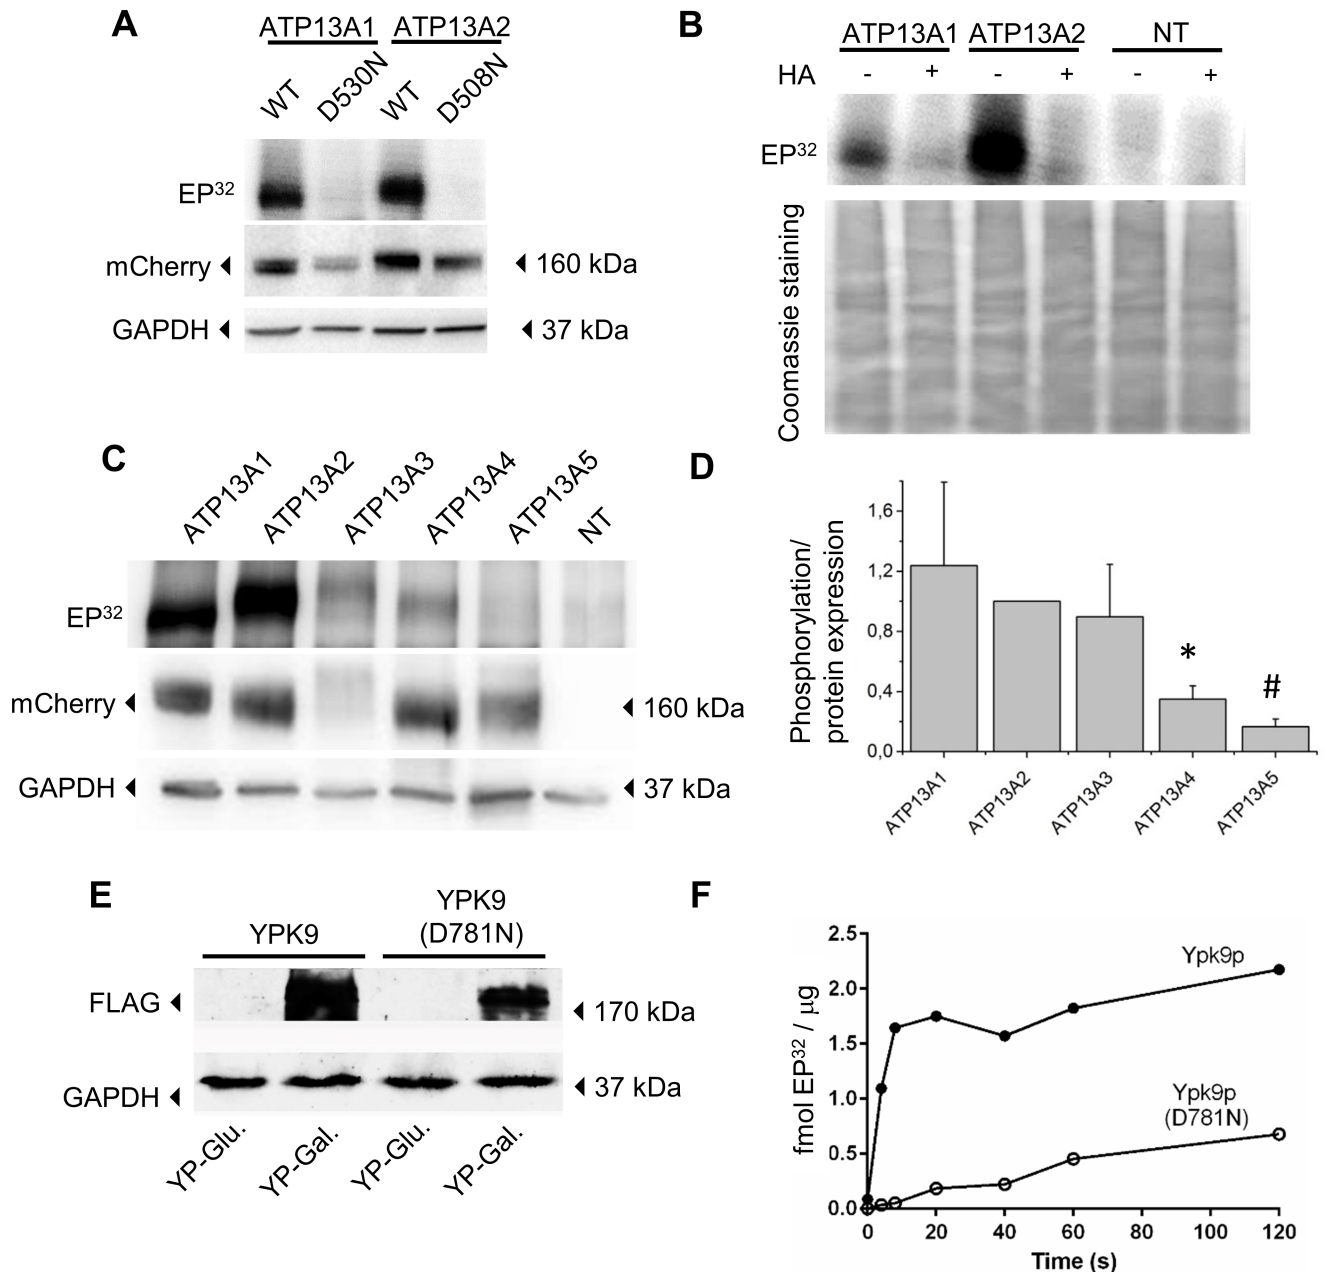 A
ATP13A1 ATP13A2
WT D530N WT D508N
EP32
mCherry ◄ ◄ 160 kDa
GAPDH ◄ ◄ 37 kDa
B
ATP13A1 ATP13A2 NT
HA - + - + - +
EP32
Coomassie staining
C
ATP13A1 ATP13A2 ATP13A3 ATP13A4 ATP13A5 NT
EP32
mCherry ◄ ◄ 160 kDa
GAPDH ◄ ◄ 37 kDa
D
Phosphorylation/
protein expression
1,6
1,2
0,8
0,4
0,0
*
#
ATP13A1 ATP13A2 ATP13A3 ATP13A4 ATP13A5
E
YPK9
YPK9
(D781N)
FLAG ◄ ◄ 170 kDa
GAPDH ◄ ◄ 37 kDa
YP-Glu. YP-Gal. YP-Glu. YP-Gal.
F
fmol EP32 / μg
2.5
2.0
1.5
1.0
0.5
0.0
Ypk9p
Ypk9p
(D781N)
0 20 40 60 80 100 120
Time (s)